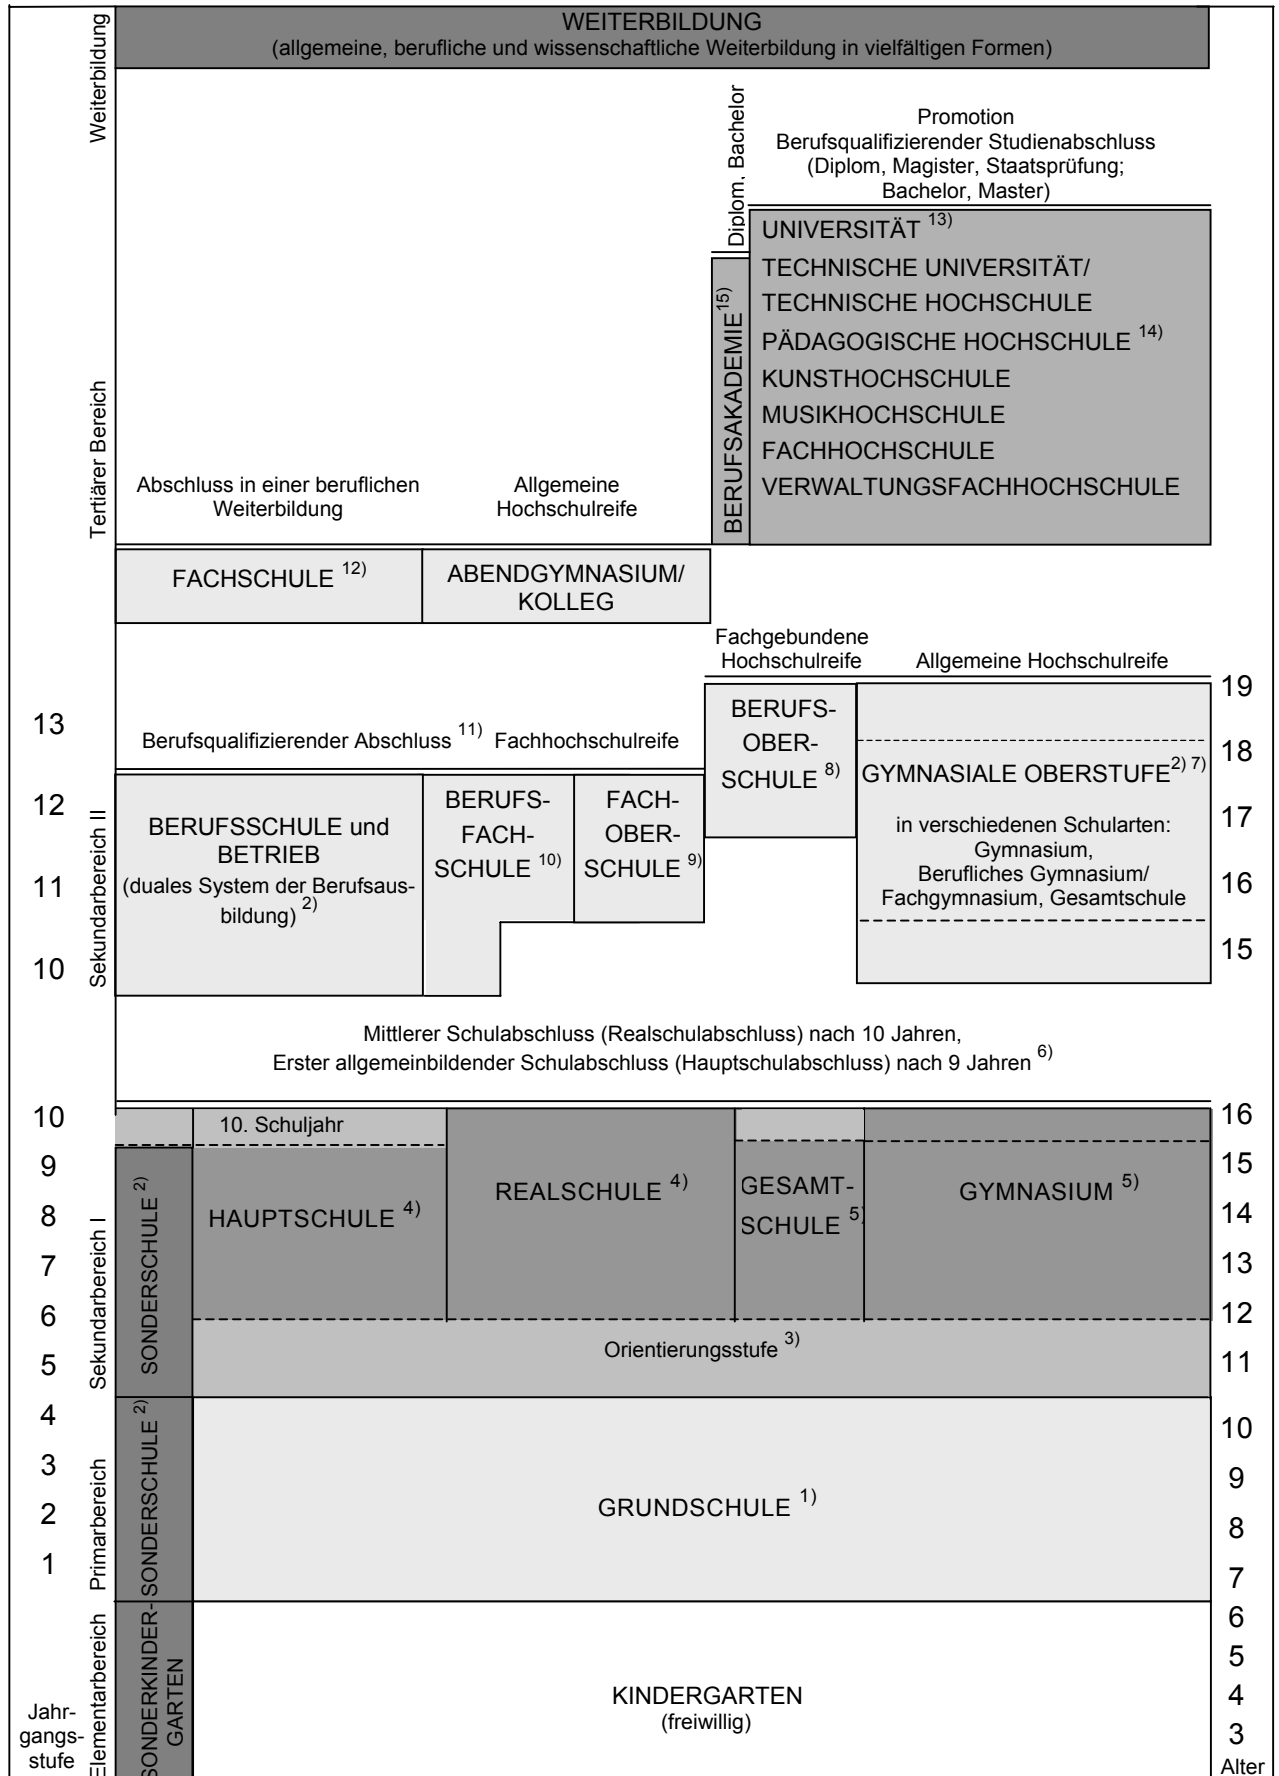 WEITERBILDUNG
(allgemeine, berufliche und wissenschaftliche Weiterbildung in vielfältigen Formen)
Weiterbildung
Diplom, Bachelor
Promotion
Berufsqualifizierender Studienabschluss
(Diplom, Magister, Staatsprüfung;
Bachelor, Master)
Tertiärer Bereich
BERUFSAKADEMIE 15)
UNIVERSITÄT 13)
TECHNISCHE UNIVERSITÄT/
TECHNISCHE HOCHSCHULE
PÄDAGOGISCHE HOCHSCHULE 14)
KUNSTHOCHSCHULE
MUSIKHOCHSCHULE
FACHHOCHSCHULE
VERWALTUNGSFACHHOCHSCHULE
Abschluss in einer beruflichen
Weiterbildung
Allgemeine
Hochschulreife
FACHSCHULE 12)
ABENDGYMNASIUM/
KOLLEG
Fachgebundene
Hochschulreife
Allgemeine Hochschulreife
13
12
11
10
Sekundarbereich II
Berufsqualifizierender Abschluss 11)
Fachhochschulreife
BERUFSSCHULE und
BETRIEB
(duales System der Berufsaus-
bildung) 2)
BERUFS-
FACH-
SCHULE 10)
FACH-
OBER-
SCHULE 9)
BERUFS-
OBER-
SCHULE 8)
GYMNASIALE OBERSTUFE2) 7)
in verschiedenen Schularten:
Gymnasium,
Berufliches Gymnasium/
Fachgymnasium, Gesamtschule
19
18
17
16
15
Mittlerer Schulabschluss (Realschulabschluss) nach 10 Jahren,
Erster allgemeinbildender Schulabschluss (Hauptschulabschluss) nach 9 Jahren 6)
10
9
8
7
6
5
Sekundarbereich I
SONDERSCHULE 2)
10. Schuljahr
HAUPTSCHULE 4)
REALSCHULE 4)
GESAMT-
SCHULE 5)
GYMNASIUM 5)
Orientierungsstufe 3)
16
15
14
13
12
11
4
3
2
1
Primarbereich
SONDERSCHULE 2)
GRUNDSCHULE 1)
10
9
8
7
Elementarbereich
SONDERKINDER-
GARTEN
KINDERGARTEN
(freiwillig)
6
5
4
3
Jahr-
gangs-
stufe
Alter